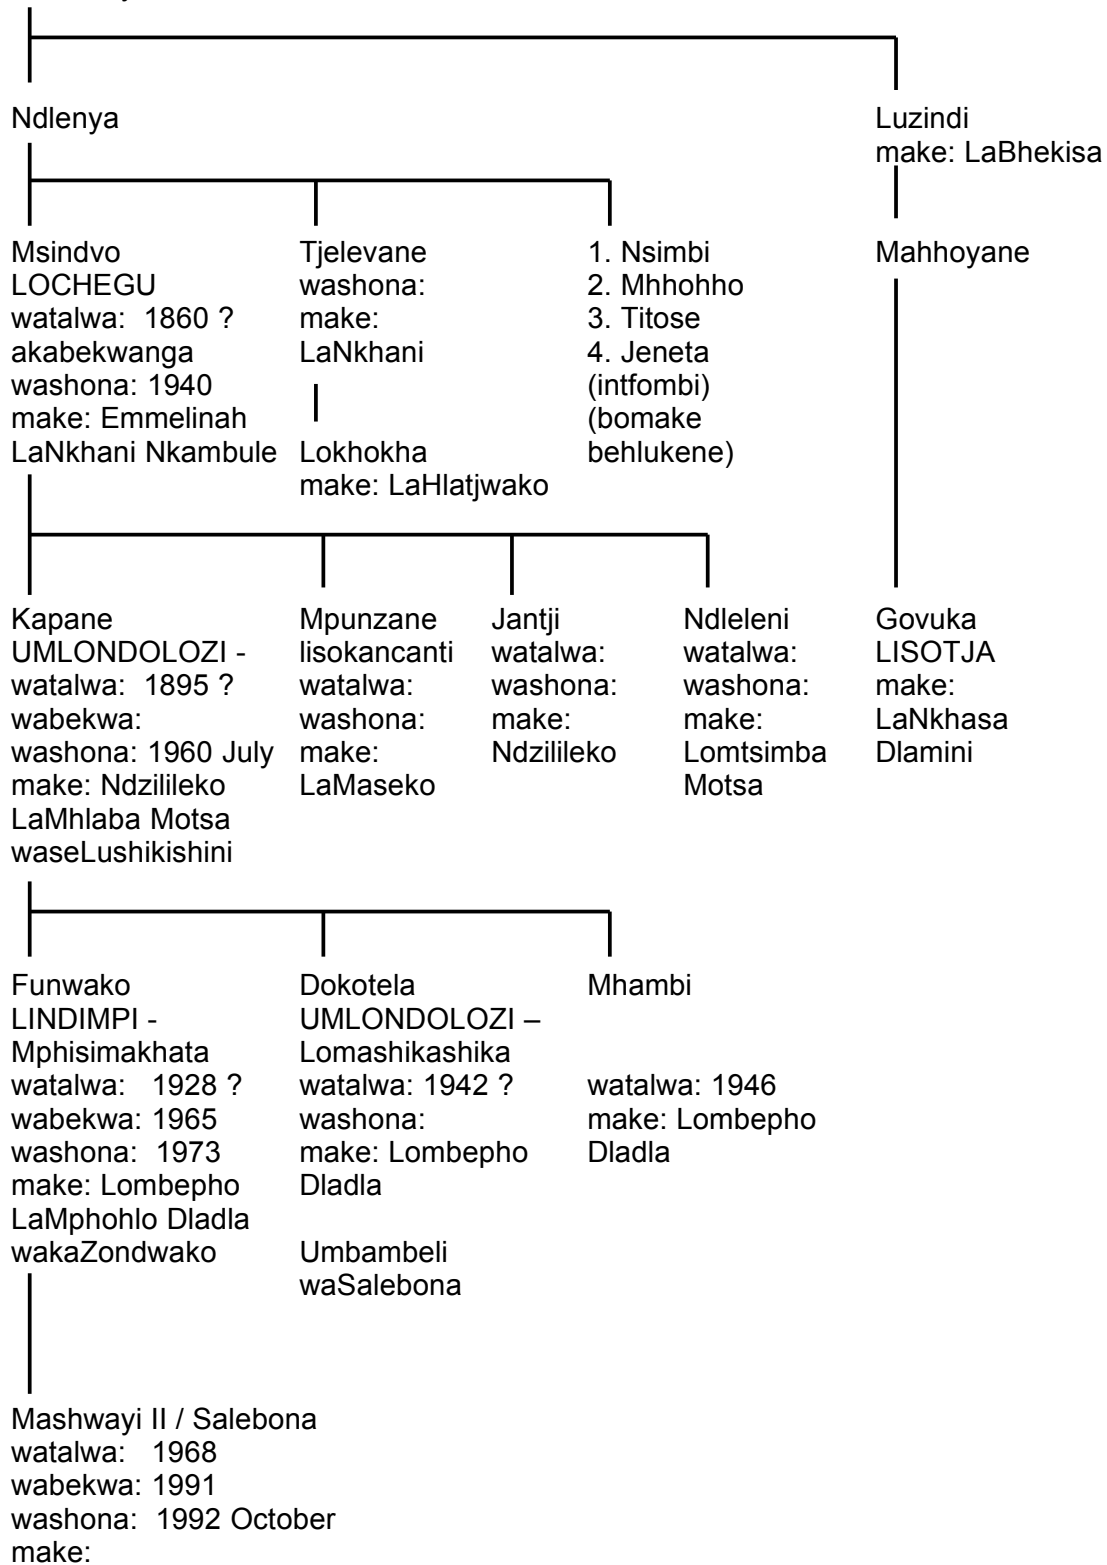 Ndlenya
Luzindi
make: LaBhekisa
Msindvo
LOCHEGU
watalwa: 1860 ?
akabekwanga
washona: 1940
make: Emmelinah
LaNkhani Nkambule
Tjelevane
washona:
make:
LaNkhani
Lokhokha
make: LaHlatjwako
1. Nsimbi
2. Mhhohho
3. Titose
4. Jeneta
(intfombi)
(bomake
behlukene)
Mahhoyane
Kapane
UMLONDOLOZI -
watalwa: 1895 ?
wabekwa:
washona: 1960 July
make: Ndzilileko
LaMhlaba Motsa
waseLushikishini
Mpunzane
lisokancanti
watalwa:
washona:
make:
LaMaseko
Jantji
watalwa:
washona:
make:
Ndzilileko
Ndleleni
watalwa:
washona:
make:
Lomtsimba
Motsa
Govuka
LISOTJA
make:
LaNkhasa
Dlamini
Funwako
LINDIMPI -
Mphisimakhata
watalwa: 1928 ?
wabekwa: 1965
washona: 1973
make: Lombepho
LaMphohlo Dladla
wakaZondwako
Dokotela
UMLONDOLOZI –
Lomashikashika
watalwa: 1942 ?
washona:
make: Lombepho
Dladla
Umbambeli
waSalebona
Mhambi
watalwa: 1946
make: Lombepho
Dladla
Mashwayi II / Salebona
watalwa: 1968
wabekwa: 1991
washona: 1992 October
make: